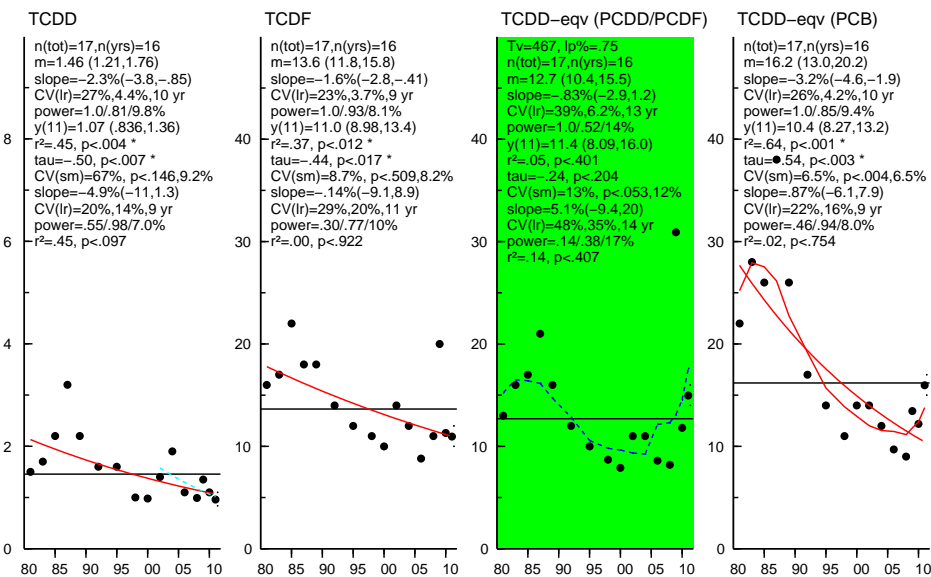 TCDD
n(tot)=17,n(yrs)=16
m=1.46 (1.21,1.76)
slope=−2.3%(−3.8,−.85)
CV(lr)=27%,4.4%,10 yr
power=1.0/.81/9.8%
y(11)=1.07 (.836,1.36)
r²=.45, p<.004 *
tau=−.50, p<.007 *
CV(sm)=67%, p<.146,9.2%
slope=−4.9%(−11,1.3)
CV(lr)=20%,14%,9 yr
power=.55/.98/7.0%
r²=.45, p<.097
8
6
4
2
0
80 85 90 95 00 05 10
TCDF
n(tot)=17,n(yrs)=16
m=13.6 (11.8,15.8)
slope=−1.6%(−2.8,−.41)
CV(lr)=23%,3.7%,9 yr
power=1.0/.93/8.1%
y(11)=11.0 (8.98,13.4)
r²=.37, p<.012 *
tau=−.44, p<.017 *
CV(sm)=8.7%, p<.509,8.2%
slope=−.14%(−9.1,8.9)
CV(lr)=29%,20%,11 yr
power=.30/.77/10%
r²=.00, p<.922
40
30
20
10
0
80 85 90 95 00 05 10
TCDD−eqv (PCDD/PCDF)
Tv=467, lp%=.75
n(tot)=17,n(yrs)=16
m=12.7 (10.4,15.5)
slope=−.83%(−2.9,1.2)
CV(lr)=39%,6.2%,13 yr
power=1.0/.52/14%
y(11)=11.4 (8.09,16.0)
r²=.05, p<.401
tau=−.24, p<.204
CV(sm)=13%, p<.053,12%
slope=5.1%(−9.4,20)
CV(lr)=48%,35%,14 yr
power=.14/.38/17%
r²=.14, p<.407
40
30
20
10
0
80 85 90 95 00 05 10
TCDD−eqv (PCB)
n(tot)=17,n(yrs)=16
m=16.2 (13.0,20.2)
slope=−3.2%(−4.6,−1.9)
CV(lr)=26%,4.2%,10 yr
power=1.0/.85/9.4%
y(11)=10.4 (8.27,13.2)
r²=.64, p<.001 *
tau= .54, p<.003 *
CV(sm)=6.5%, p<.004,6.5%
slope=.87%(−6.1,7.9)
CV(lr)=22%,16%,9 yr
power=.46/.94/8.0%
r²=.02, p<.754
40
30
20
10
0
80 85 90 95 00 05 10